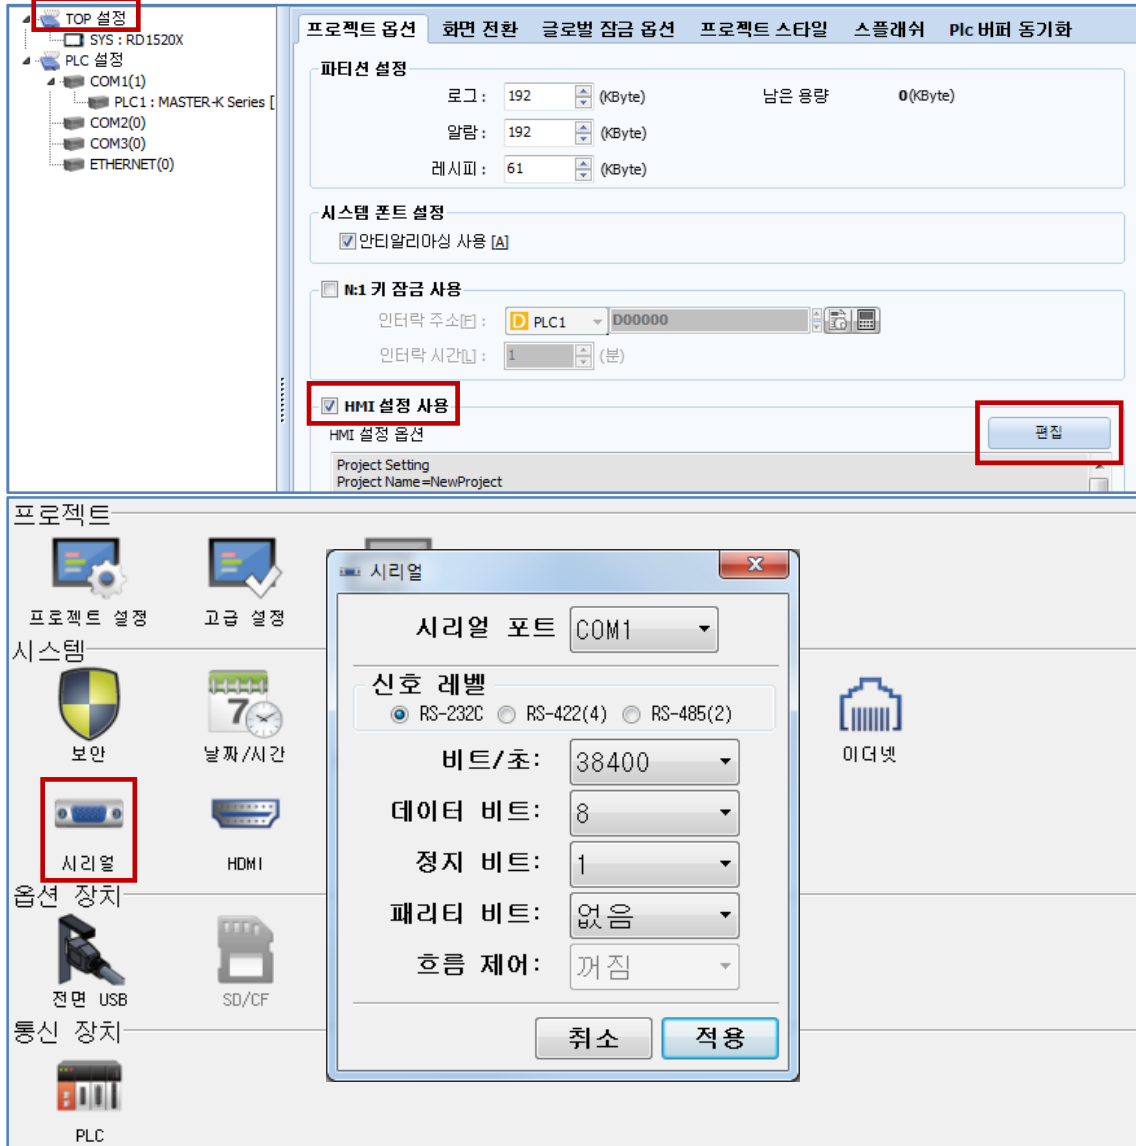 TOP 설정
SYS : RD1520X
PLC 설정
COM1(1)
PLC1 : MASTER-K Series [
COM2(0)
COM3(0)
ETHERNET(0)
프로젝트 옵션 화면 전환 글로벌 잠금 옵션 프로젝트 스타일 스플래쉬 Plc 버퍼 동기화
파티션 설정
로그 : 192 (KByte) 남은 용량 0(KByte)
알람 : 192 (KByte)
레시피 : 61 (KByte)
시스템 폰트 설정
안티알리아싱 사용 [A]
N:1 키 잠금 사용
인터락 주소[F] : D PLC1 D00000
인터락 시간[L] : 1 (분)
HMI 설정 사용
HMI 설정 옵션 편집
Project Setting
Project Name=NewProject
프로젝트
프로젝트 설정 고급 설정
시스템
보안 날짜/시간 이더넷
시리얼 HDMI
옵션 장치
전면 USB SD/CF
통신 장치
PLC
시리얼
시리얼 포트 COM1
신호 레벨
RS-232C RS-422(4) RS-485(2)
비트/초: 38400
데이터 비트: 8
정지 비트: 1
패리티 비트: 없음
흐름 제어: 꺼짐
취소 적용